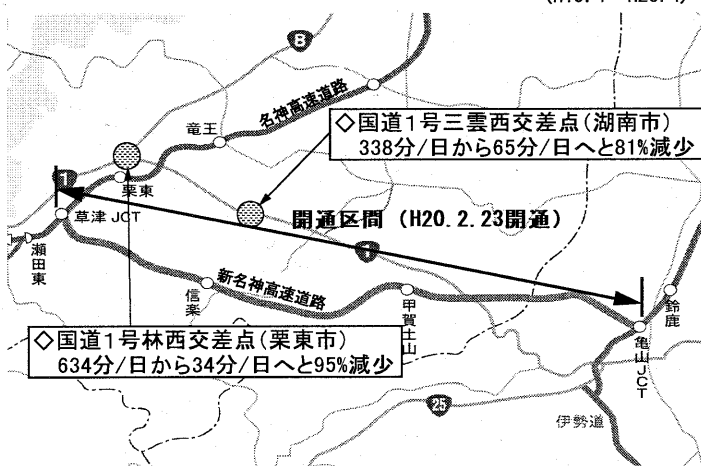 8
名神高速道路
竜王
◇国道1号三雲西交差点(湖南市)
338分/日から65分/日へと81%減少
1
栗東
草津JCT
開通区間 (H20.2.23開通)
瀬田東
1
新名神高速道路
信楽
甲賀土山
鈴鹿
◇国道1号林西交差点(栗東市)
634分/日から34分/日へと95%減少
亀山JCT
25
伊勢道